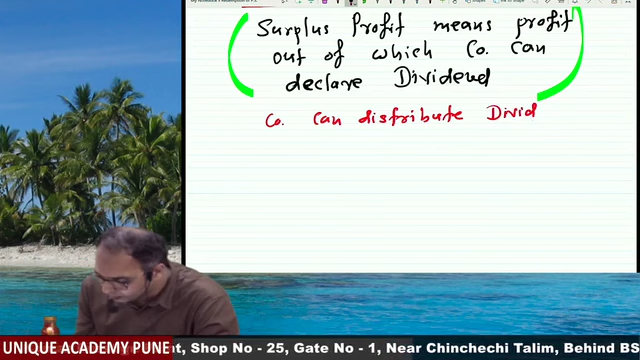 Surplus Profit means profit
out of which Co. can
declare Dividend
Co. Can distribute Divid
UNIQUE ACADEMY PUNE
nt, Shop No - 25, Gate No - 1, Near Chinchechi Talim, Behind BS